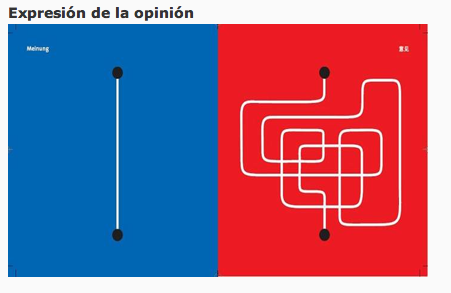 Expresión de la opinión
Meinung
意见